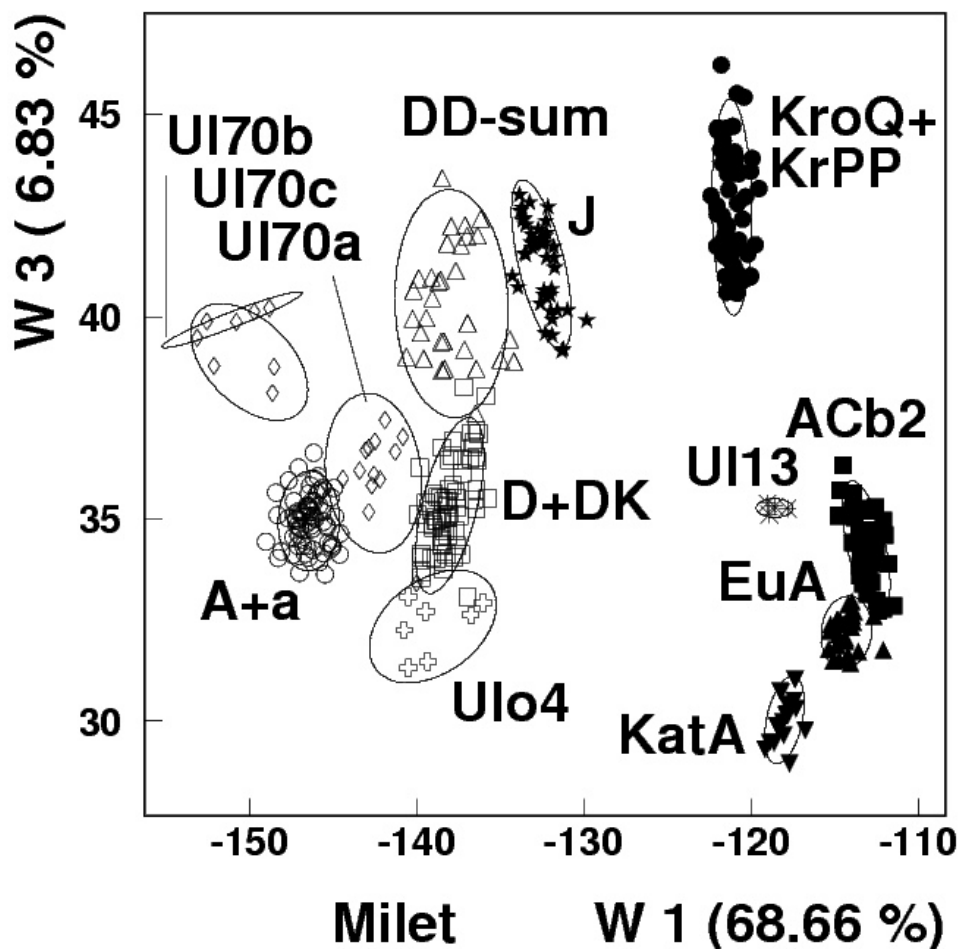 W 3 ( 6.83 %)
45
40
35
30
Ul70b
Ul70c
Ul70a
DD-sum
KroQ+
KrPP
J
ACb2
Ul13
D+DK
EuA
A+a
Ulo4
KatA
-150
-140
-130
-120
-110
Milet
W 1 (68.66 %)